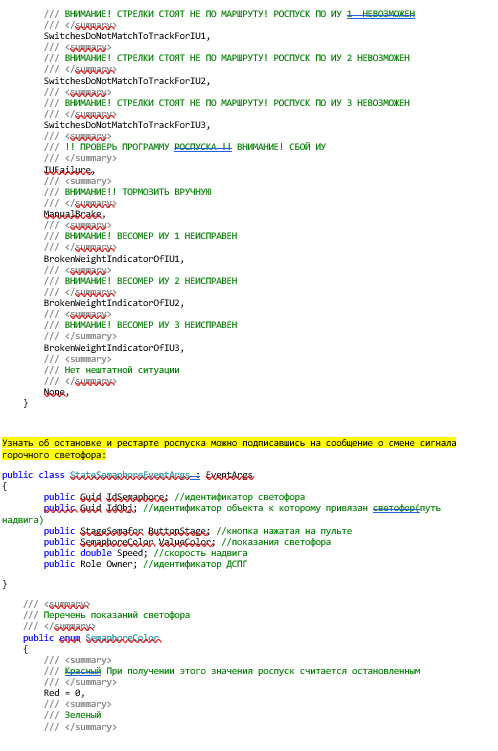 /// ВНИМАНИЕ! СТРЕЛКИ СТОЯТ НЕ ПО МАРШРУТУ! РОСПУСК ПО ИУ 1  НЕВОЗМОЖЕН
/// </summary>
SwitchesDoNotMatchToTrackForIU1,
/// <summary>
/// ВНИМАНИЕ! СТРЕЛКИ СТОЯТ НЕ ПО МАРШРУТУ! РОСПУСК ПО ИУ 2 НЕВОЗМОЖЕН
/// </summary>
SwitchesDoNotMatchToTrackForIU2,
/// <summary>
/// ВНИМАНИЕ! СТРЕЛКИ СТОЯТ НЕ ПО МАРШРУТУ! РОСПУСК ПО ИУ 3 НЕВОЗМОЖЕН
/// </summary>
SwitchesDoNotMatchToTrackForIU3,
/// <summary>
/// !! ПРОВЕРЬ ПРОГРАММУ РОСПУСКА !! ВНИМАНИЕ! СБОЙ ИУ
/// </summary>
IUFailure,
/// <summary>
/// ВНИМАНИЕ!! ТОРМОЗИТЬ ВРУЧНУЮ
/// </summary>
ManualBrake,
/// <summary>
/// ВНИМАНИЕ! ВЕСОМЕР ИУ 1 НЕИСПРАВЕН
/// </summary>
BrokenWeightIndicatorOfIU1,
/// <summary>
/// ВНИМАНИЕ! ВЕСОМЕР ИУ 2 НЕИСПРАВЕН
/// </summary>
BrokenWeightIndicatorOfIU2,
/// <summary>
/// ВНИМАНИЕ! ВЕСОМЕР ИУ 3 НЕИСПРАВЕН
/// </summary>
BrokenWeightIndicatorOfIU3,
/// <summary>
/// Нет нештатной ситуации
/// </summary>
None,
}
Узнать об остановке и рестарте роспуска можно подписавшись на сообщение о смене сигнала
горочного светофора:
public class StateSemaphoreEventArgs : EventArgs
{
public Guid IdSemaphore; //идентификатор светофора
public Guid IdObj; //идентификатор объекта к которому привязан светофор(путь
надвига)
public StageSemafor ButtonStage; //кнопка нажатая на пульте
public SemaphoreColor ValueColor; //показания светофора
public double Speed; //скорость надвига
public Role Owner; //идентификатор ДСПГ
}
/// <summary>
/// Перечень показаний светофора
/// </summary>
public enum SemaphoreColor
{
/// <summary>
/// Красный При получении этого значения роспуск считается остановленным
/// </summary>
Red = 0,
/// <summary>
/// Зеленый
/// </summary>